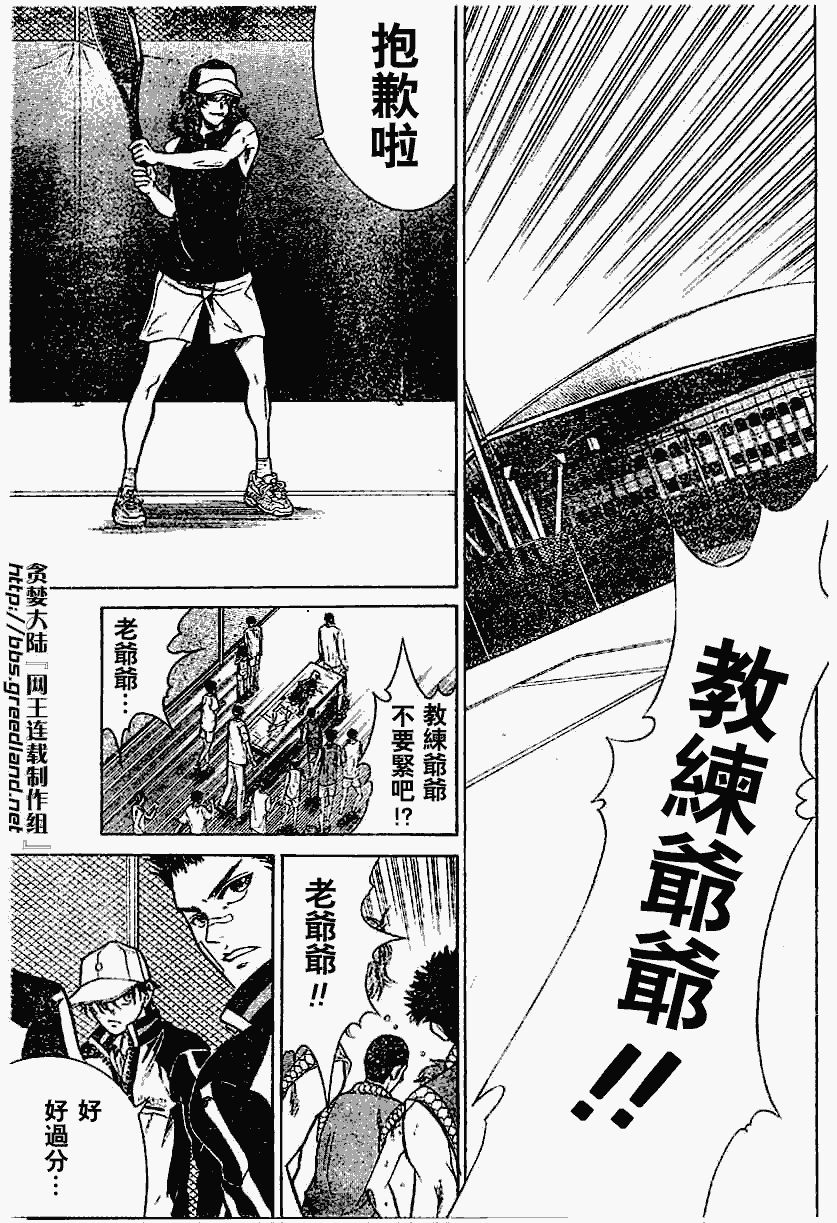 教練爺爺!!
抱歉啦
教練爺爺
不要緊吧!?
老爺爺…
老爺爺!!
好
好過分…
贪婪大陆『网王连载制作组』
http://bbs.greedland.net